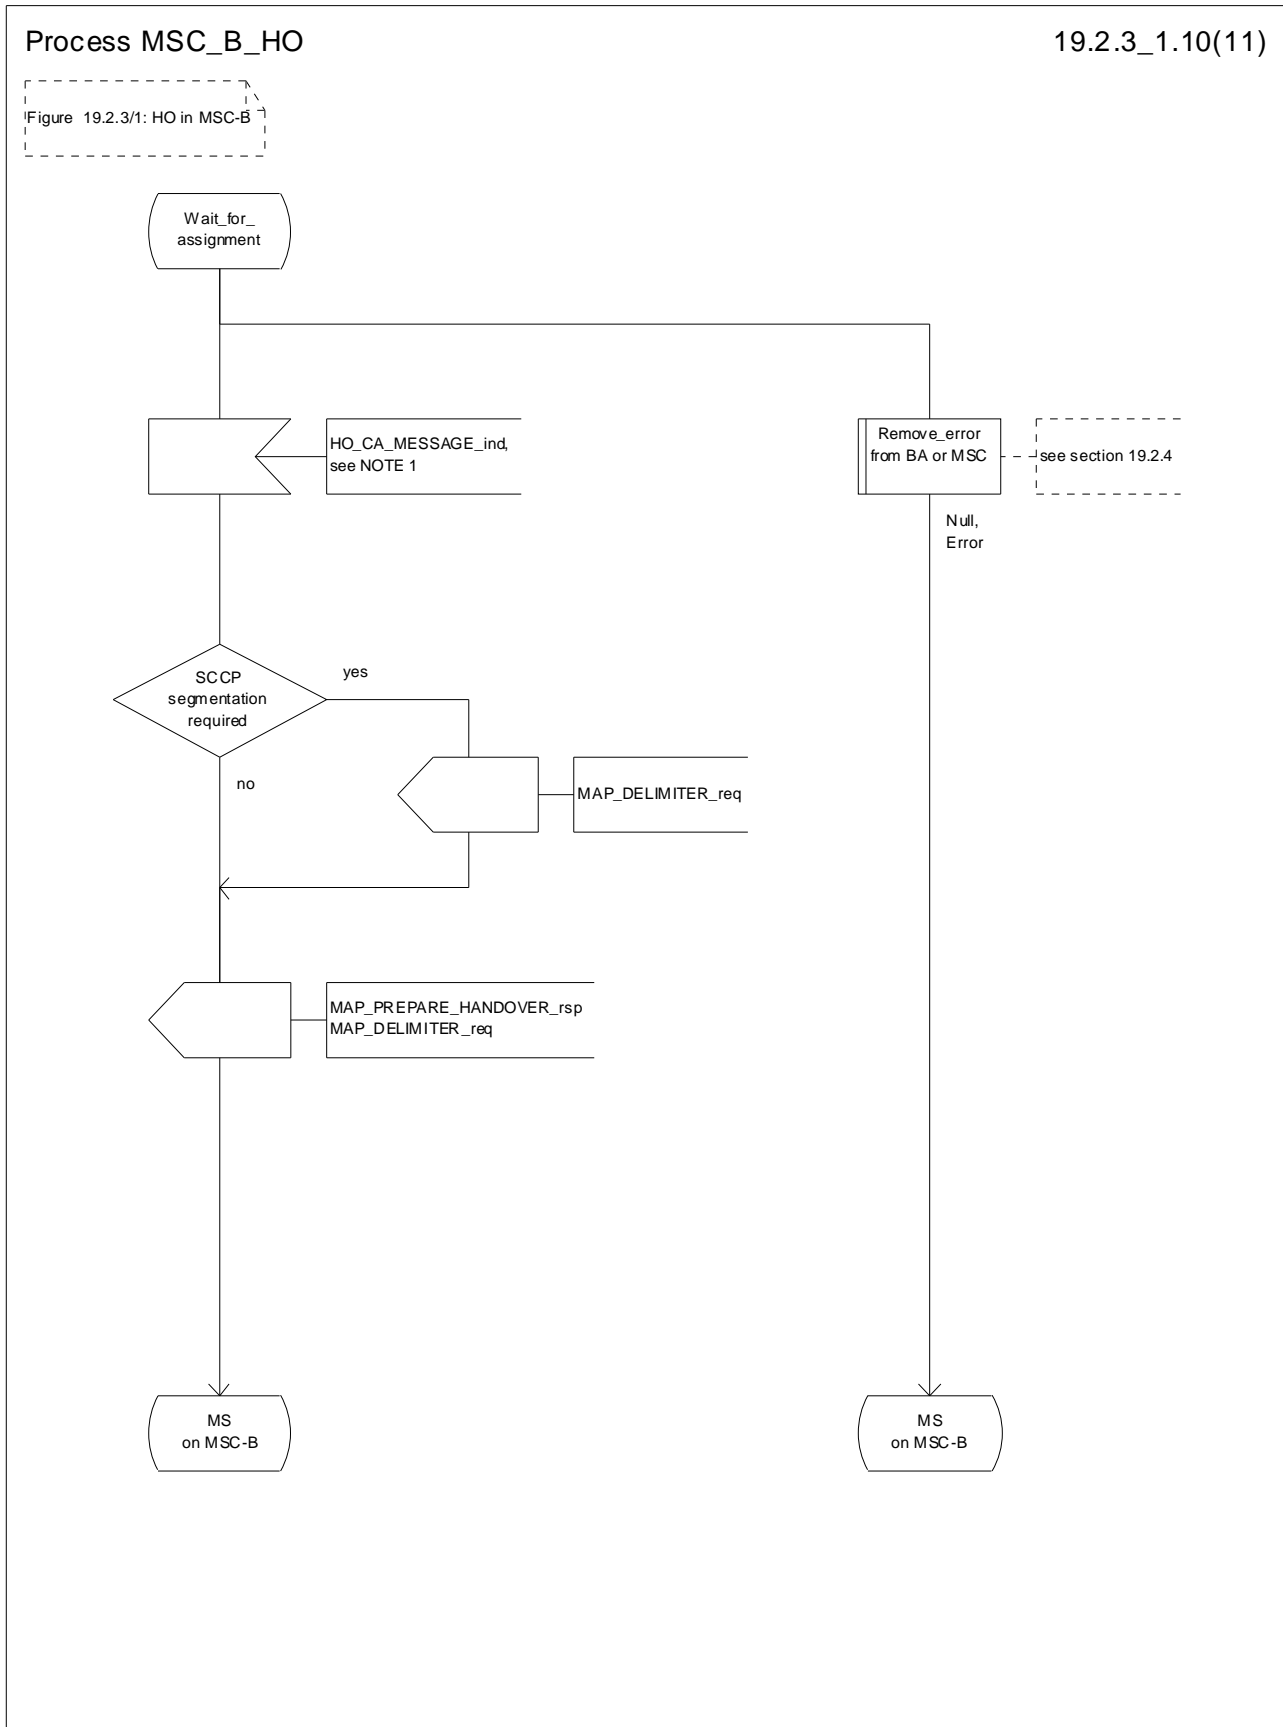 Process MSC_B_HO
19.2.3_1.10(11)
Figure 19.2.3/1: HO in MSC-B
Wait_for_
assignment
HO_CA_MESSAGE_ind,
see NOTE 1
Remove_error
from BA or MSC
see section 19.2.4
Null,
Error
SCCP
segmentation
required
yes
no
MAP_DELIMITER_req
MAP_PREPARE_HANDOVER_rsp
MAP_DELIMITER_req
MS
on MSC-B
MS
on MSC-B